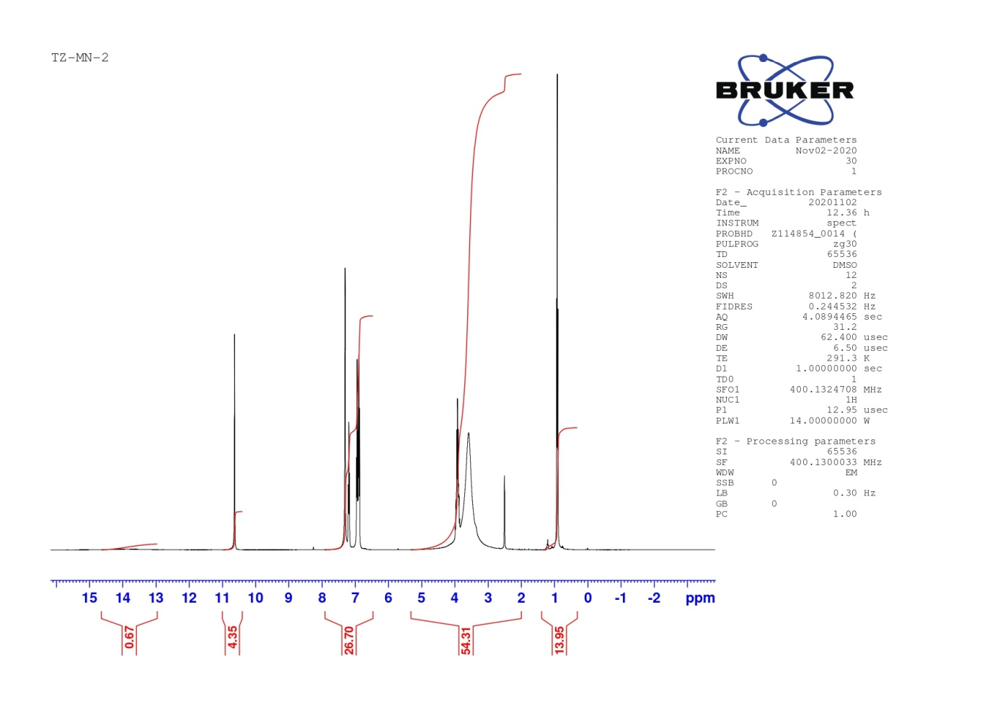 TZ-MN-2
BRUKER
Current Data Parameters
NAME Nov02-2020
EXPNO 30
PROCNO 1
F2 - Acquisition Parameters
Date_ 20201102
Time 12.36 h
INSTRUM spect
PROBHD Z114854_0014 (
PULPROG zg30
TD 65536
SOLVENT DMSO
NS 12
DS 2
SWH 8012.820 Hz
FIDRES 0.244532 Hz
AQ 4.0894465 sec
RG 31.2
DW 62.400 usec
DE 6.50 usec
TE 291.3 K
D1 1.00000000 sec
TD0 1
SFO1 400.1324708 MHz
NUC1 1H
P1 12.95 usec
PLW1 14.00000000 W
F2 - Processing parameters
SI 65536
SF 400.1300033 MHz
WDW EM
SSB 0
LB 0.30 Hz
GB 0
PC 1.00
15 14 13 12 11 10 9 8 7 6 5 4 3 2 1 0 -1 -2 ppm
0.67 4.35 26.70 54.31 13.95